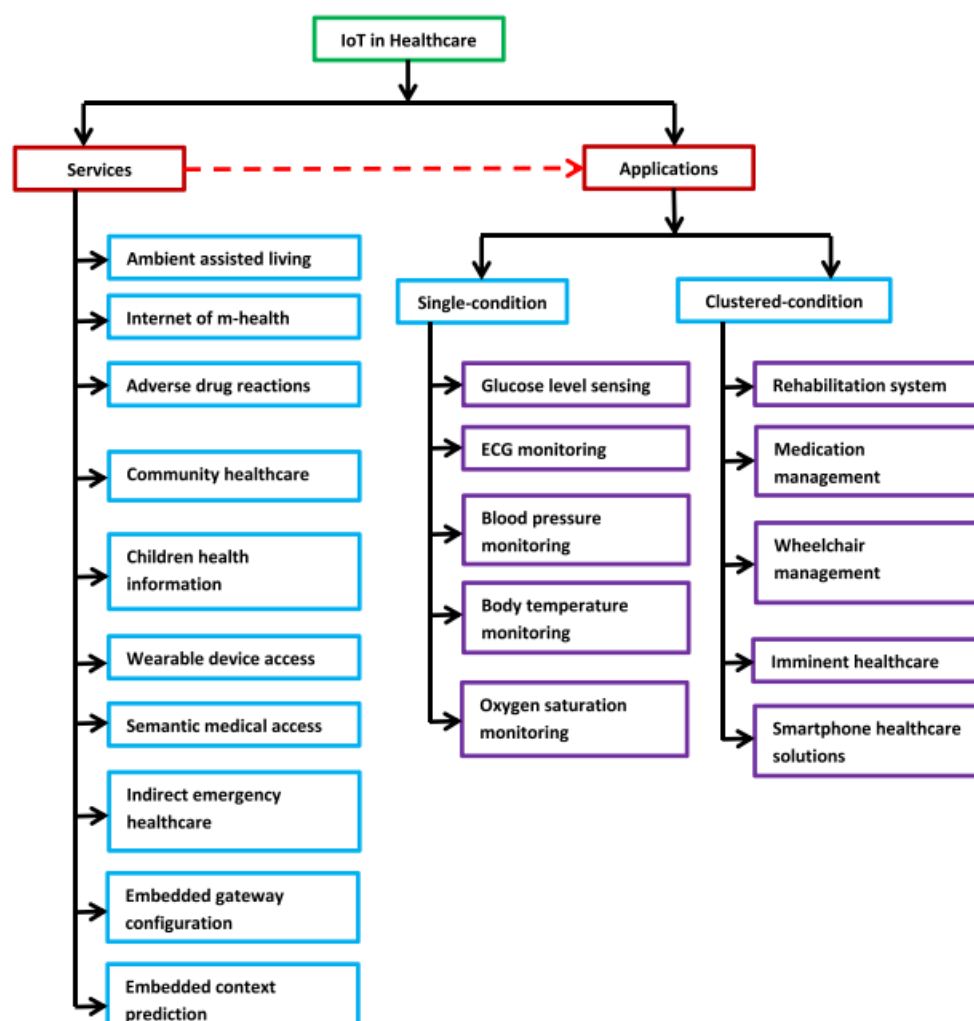 IoT in Healthcare
Services
Applications
Ambient assisted living
Internet of m-health
Adverse drug reactions
Community healthcare
Children health
information
Wearable device access
Semantic medical access
Indirect emergency
healthcare
Embedded gateway
configuration
Embedded context
prediction
Single-condition
Glucose level sensing
ECG monitoring
Blood pressure
monitoring
Body temperature
monitoring
Oxygen saturation
monitoring
Clustered-condition
Rehabilitation system
Medication
management
Wheelchair
management
Imminent healthcare
Smartphone healthcare
solutions